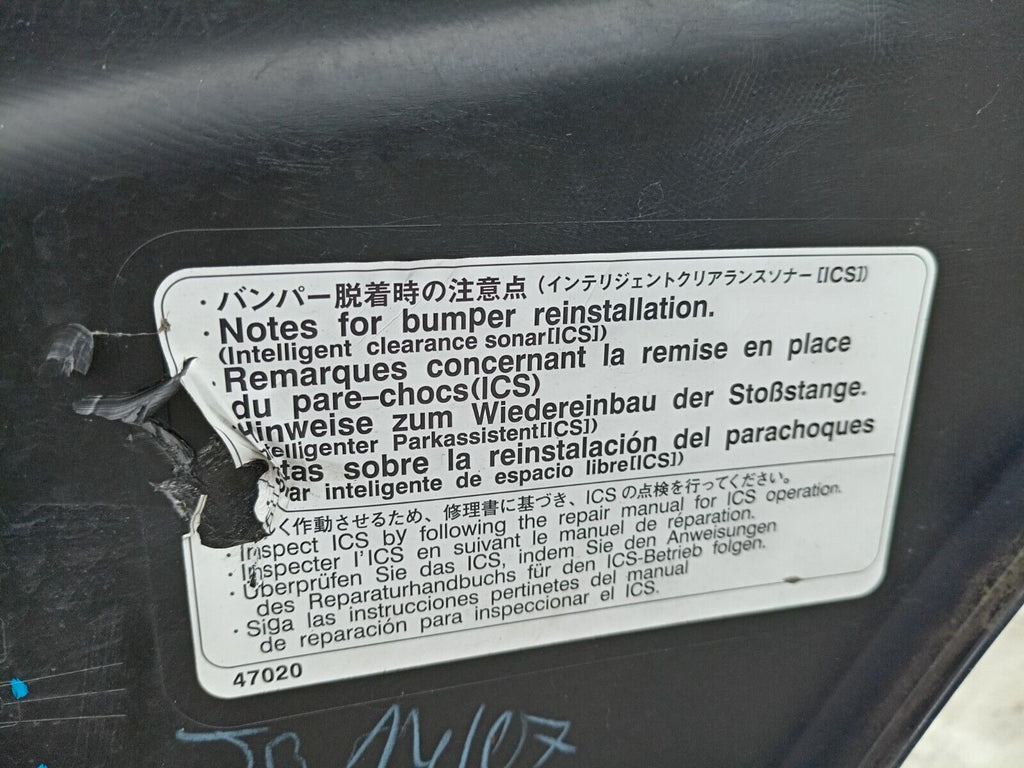 ・バンパー脱着時の注意点（インテリジェントクリアランスソナー [ICS]）
・Notes for bumper reinstallation.
(Intelligent clearance sonar[ICS])
・Remarques concernant la remise en place
du pare-chocs(ICS)
Hinweise zum Wiedereinbau der Stoßstange.
telligenter Parkassistent[ICS])
tas sobre la reinstalación del parachoques
ar inteligente de espacio libre[ICS])
く作動させるため、修理書に基づき、ICS の点検を行ってください。
・Inspect ICS by following the repair manual for ICS operation.
・Inspecter l'ICS en suivant le manuel de réparation.
・Überprüfen Sie das ICS, indem Sie den Anweisungen
des Reparaturhandbuchs für den ICS-Betrieb folgen.
・Siga las instrucciones pertinetes del manual
de reparación para inspeccionar el ICS.
47020